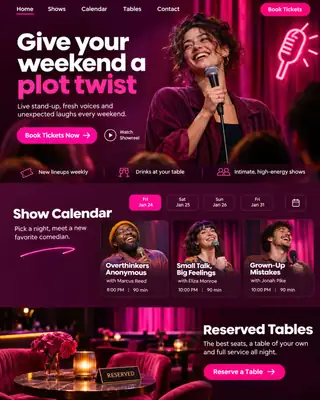 Home Shows Calendar Tables Contact Book Tickets
Give your
weekend a
plot twist
Live stand-up, fresh voices and
unexpected laughs every weekend.
Book Tickets Now →
Watch
Showreel
New lineups weekly
Drinks at your table
Intimate, high-energy shows
Show Calendar
Pick a night, meet a new
favorite comedian.
Fri
Jan 24
Sat
Jan 25
Sun
Jan 26
Fri
Jan 31
Overthinkers
Anonymous
with Marcus Reed
8:00 PM | 90 min
Small Talk,
Big Feelings
with Eliza Monroe
8:00 PM | 90 min
Grown-Up
Mistakes
with Jonah Pike
8:00 PM | 90 min
RESERVED
Reserved Tables
The best seats, a table of your own
and full service all night.
Reserve a Table →